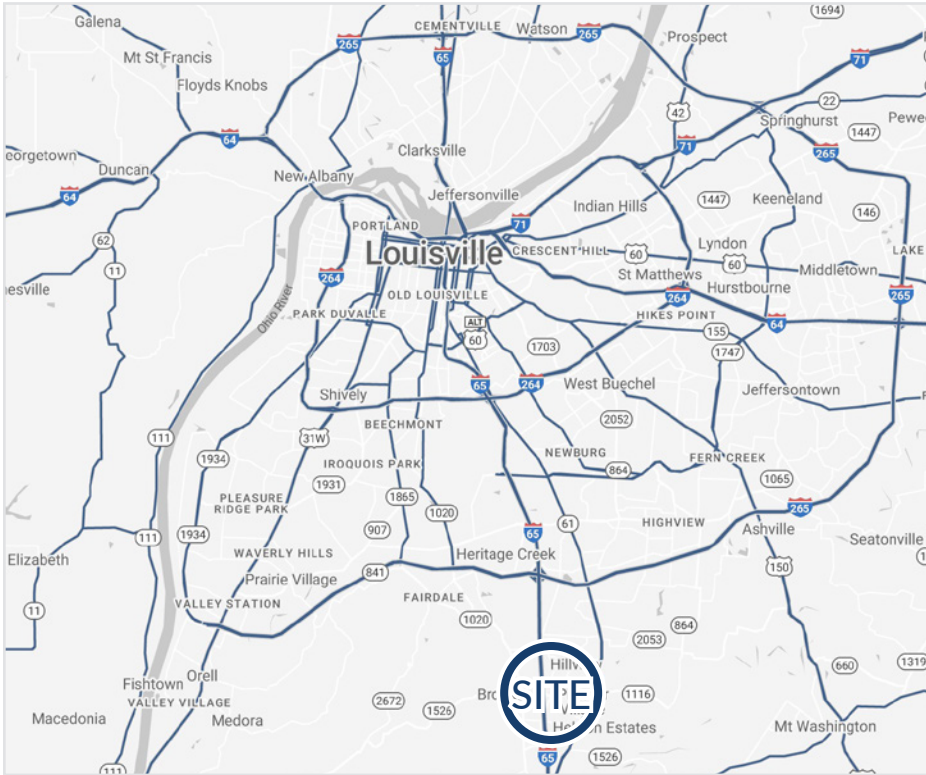 1694
Galena
CEMENTVILLE
Watson
265
265
65
Prospect
71
Mt St Francis
Floyds Knobs
22
42
Springhurst
1447
64
71
265
Clarksville
Duncan
New Albany
64
Jeffersonville
1447
Keeneland
Indian Hills
146
PORTLAND
71
62
Louisville
CRESCENT HILL
60
Lyndon
60
LAKE
11
St Matthews
Middletown
264
Hurstbourne
264
265
OLD LOUISVILLE
Ohio River
PARK DUVALLE
HIKES POINT
64
ALT
60
155
1703
1747
65
264
West Buechel
Jeffersontown
Shively
2052
BEECHMONT
31W
111
NEWBURG
FERN CREEK
1934
IROQUOIS PARK
864
1931
1065
PLEASURE
RIDGE PARK
1865
1020
265
907
61
HIGHVIEW
Ashville
1934
65
111
Seatonville
WAVERLY HILLS
Heritage Creek
Elizabeth
150
841
Prairie Village
FAIRDALE
VALLEY STATION
11
1020
864
2053
660
1319
Orell
Fishtown
SITE
1116
2672
VALLEY VILLAGE
1526
Macedonia
Medora
Mt Washington
65
1526
111